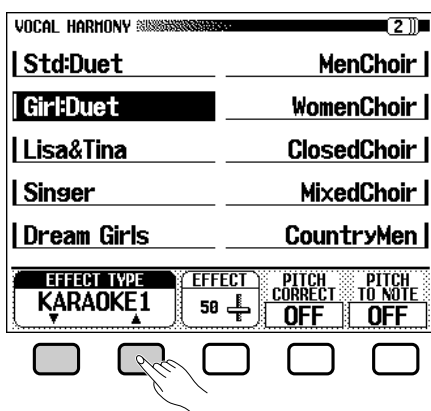 VOCAL HARMONY 2
Std:Duet MenChoir
Girl:Duet WomenChoir
Lisa&Tina ClosedChoir
Singer MixedChoir
Dream Girls CountryMen
EFFECT TYPE EFFECT PITCH PITCH
CORRECT TO NOTE
KARAOKE1 50 OFF OFF